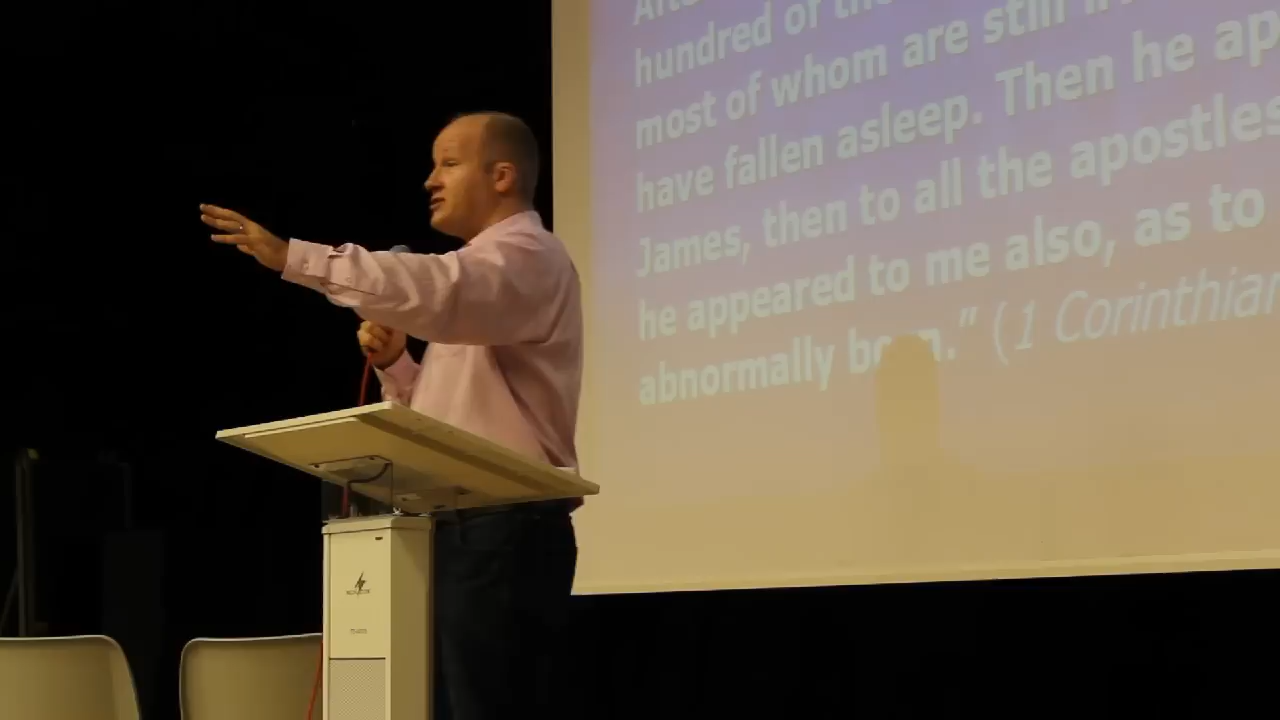 hundred of the
most of whom are still
have fallen asleep. Then he ap
James, then to all the apostles
he appeared to me also, as to
abnormally born." (1 Corinthian